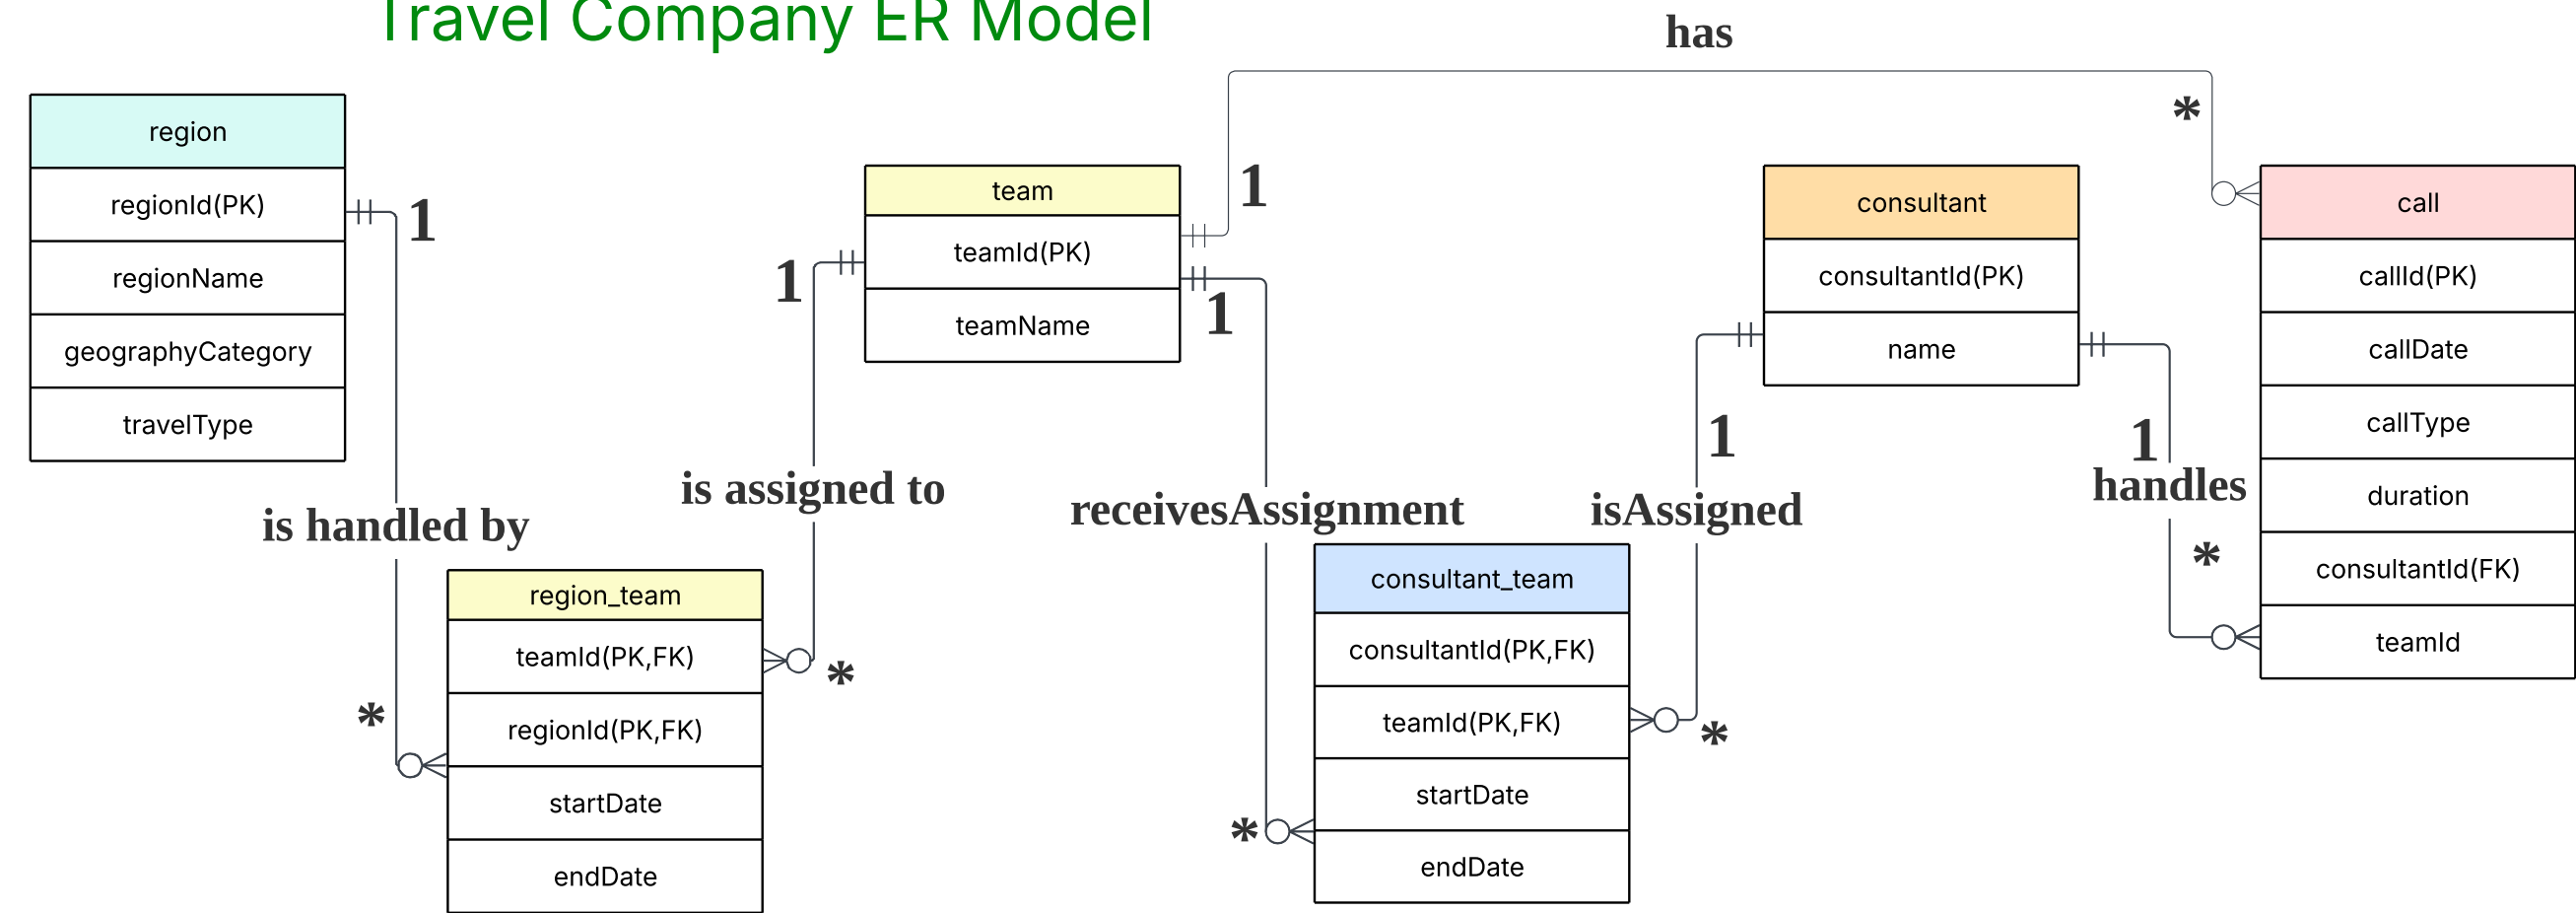 Travel Company ER Model
has
*
region
regionId(PK)
regionName
geographyCategory
travelType
1
team
teamId(PK)
teamName
1
1
1
consultant
consultantId(PK)
name
call
callId(PK)
callDate
callType
duration
consultantId(FK)
teamId
1
1
handles
*
is handled by
is assigned to
receivesAssignment
isAssigned
region_team
teamId(PK,FK)
regionId(PK,FK)
startDate
endDate
*
*
consultant_team
consultantId(PK,FK)
teamId(PK,FK)
startDate
endDate
*
*